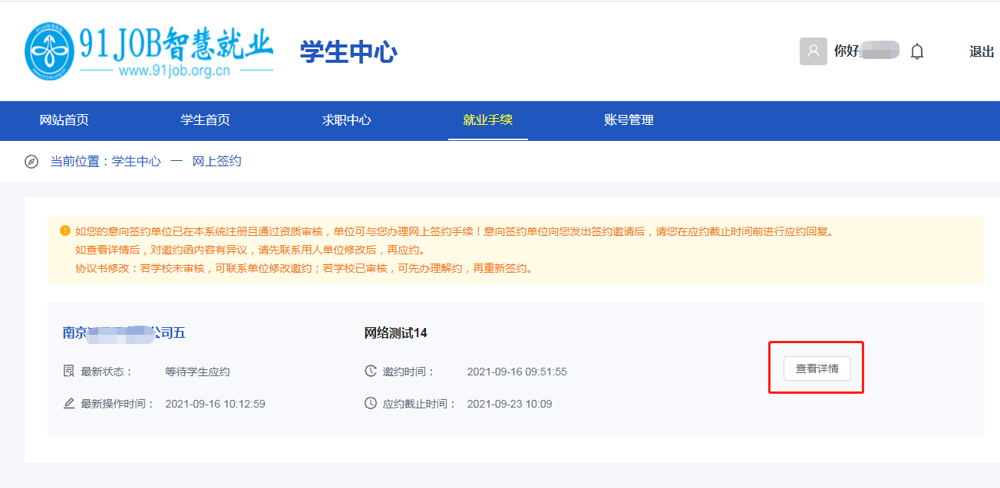 91JOB智慧就业
www.91job.org.cn
学生中心
你好
退出
网站首页
学生首页
求职中心
就业手续
账号管理
当前位置：学生中心 一 网上签约
如您的意向签约单位已在本系统注册且通过资质审核，单位可与您办理网上签约手续！意向签约单位向您发出签约邀请后，请您在应约截止时间前进行应约回复。
如查看详情后，对邀约函内容有异议，请先联系用人单位修改后，再应约。
协议书修改：若学校未审核，可联系单位修改邀约；若学校已审核，可先办理解约，再重新签约。
南京 公司五
网络测试14
最新状态： 等待学生应约
邀约时间： 2021-09-16 09:51:55
查看详情
最新操作时间： 2021-09-16 10:12:59
应约截止时间： 2021-09-23 10:09